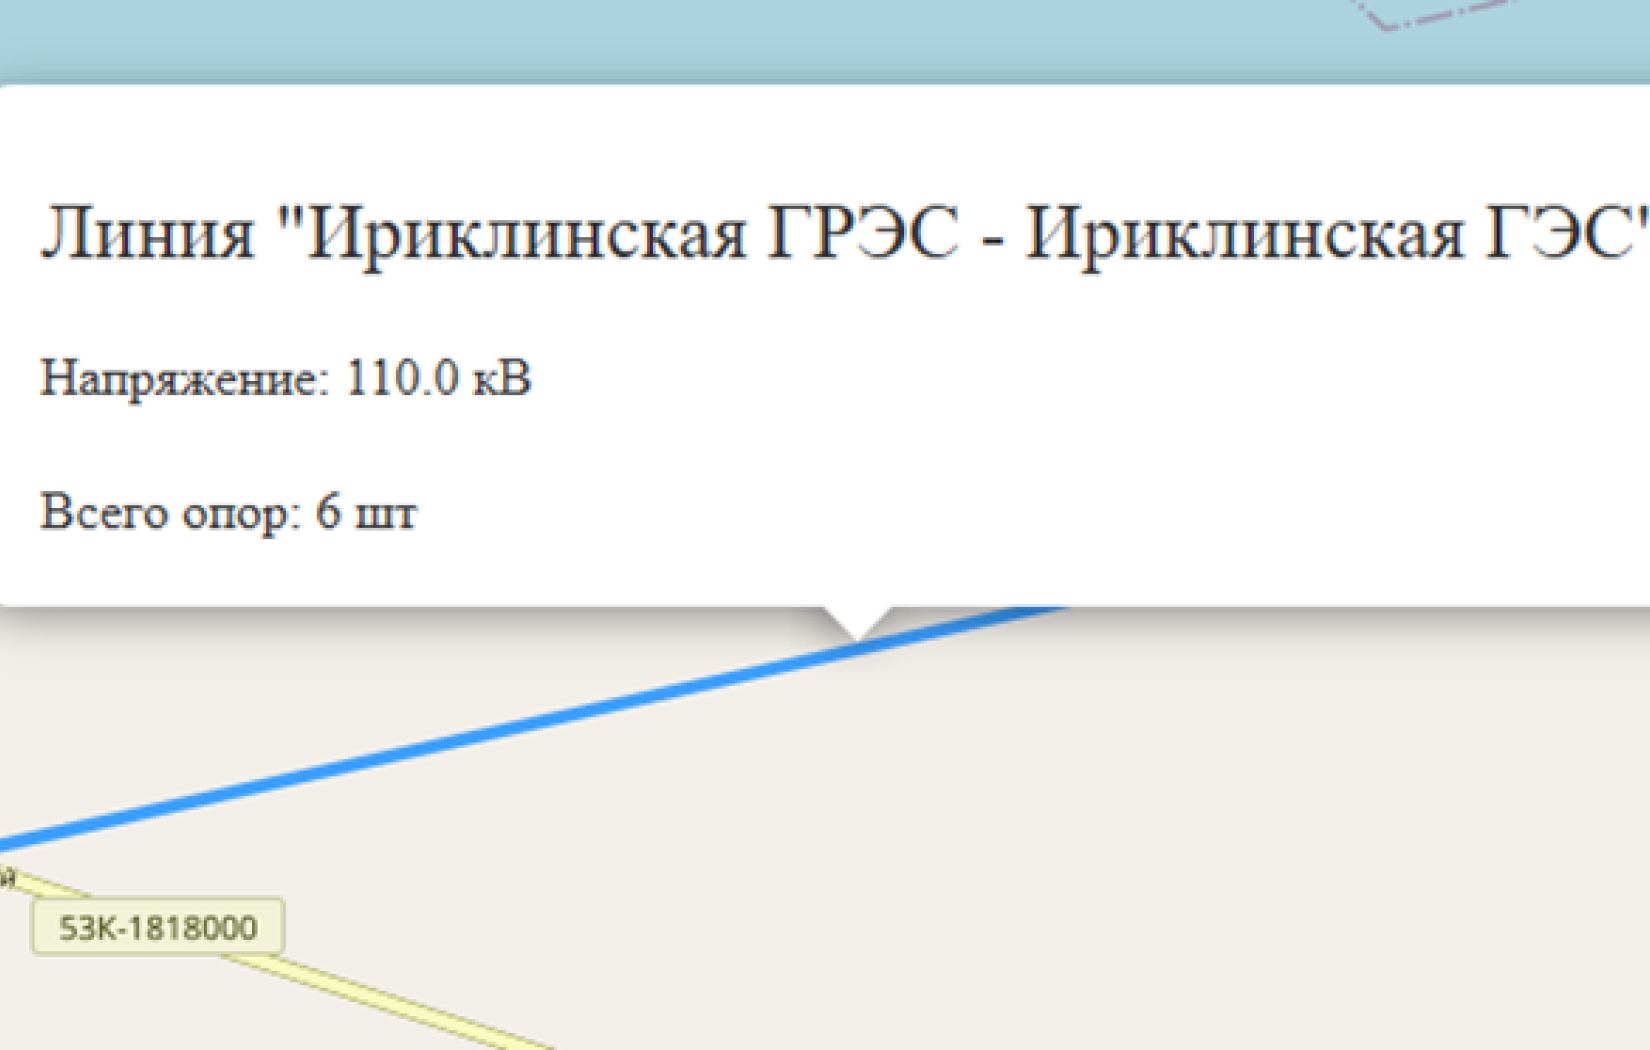 Линия "Ириклинская ГРЭС - Ириклинская ГЭС"
Напряжение: 110.0 кВ
Всего опор: 6 шт
53К-1818000